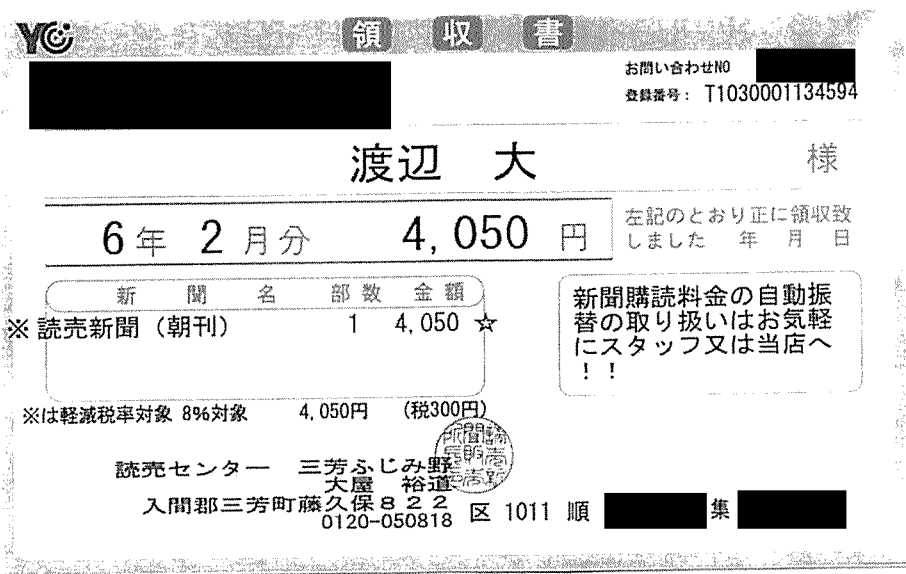 YC 領収書
お問い合わせNO
登録番号: T1030001134594
渡辺 大 様
6年 2月分 4,050円
左記のとおり正に領収致
しました 年 月 日
新聞名 部数 金額
※読売新聞(朝刊) 1 4,050 ☆
新聞購読料金の自動振
替の取り扱いはお気軽
にスタッフ又は当店へ
!!
※は軽減税率対象 8%対象 4,050円 (税300円)
読売センター 三芳ふじみ野
大屋 裕道
入間郡三芳町藤久保822
0120-050818
区 1011 順 集